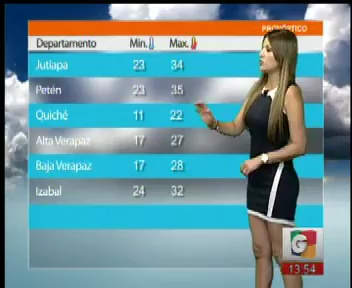 PRONÓSTICO
Departamento Min. Max.
Jutiapa 23 34
Petén 23 35
Quiché 11 22
Alta Verapaz 17 27
Baja Verapaz 17 28
Izabal 24 32
G
13:54